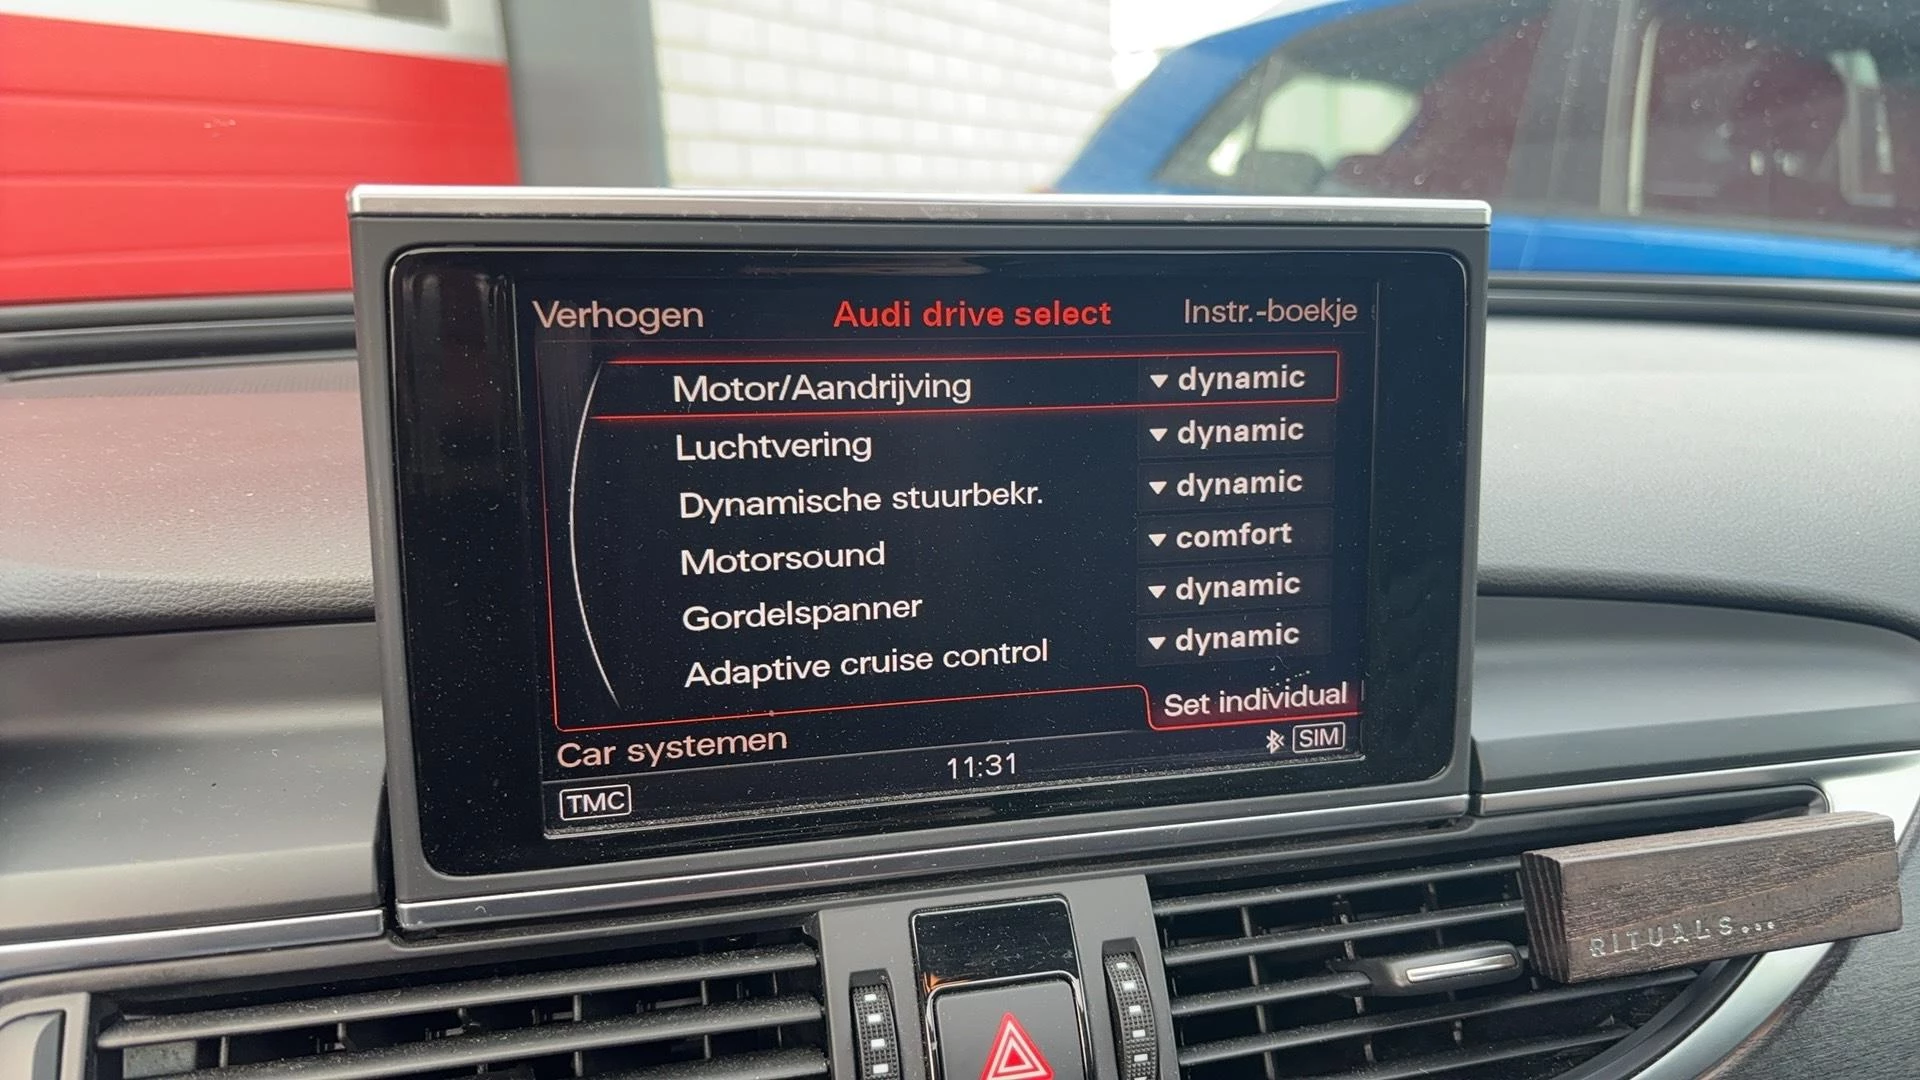 Verhogen Audi drive select Instr.-boekje
Motor/Aandrijving ▼ dynamic
Luchtvering ▼ dynamic
Dynamische stuurbekr. ▼ dynamic
Motorsound ▼ comfort
Gordelspanner ▼ dynamic
Adaptive cruise control ▼ dynamic
Set individual
Car systemen
11:31
SIM
TMC
RITUALS...